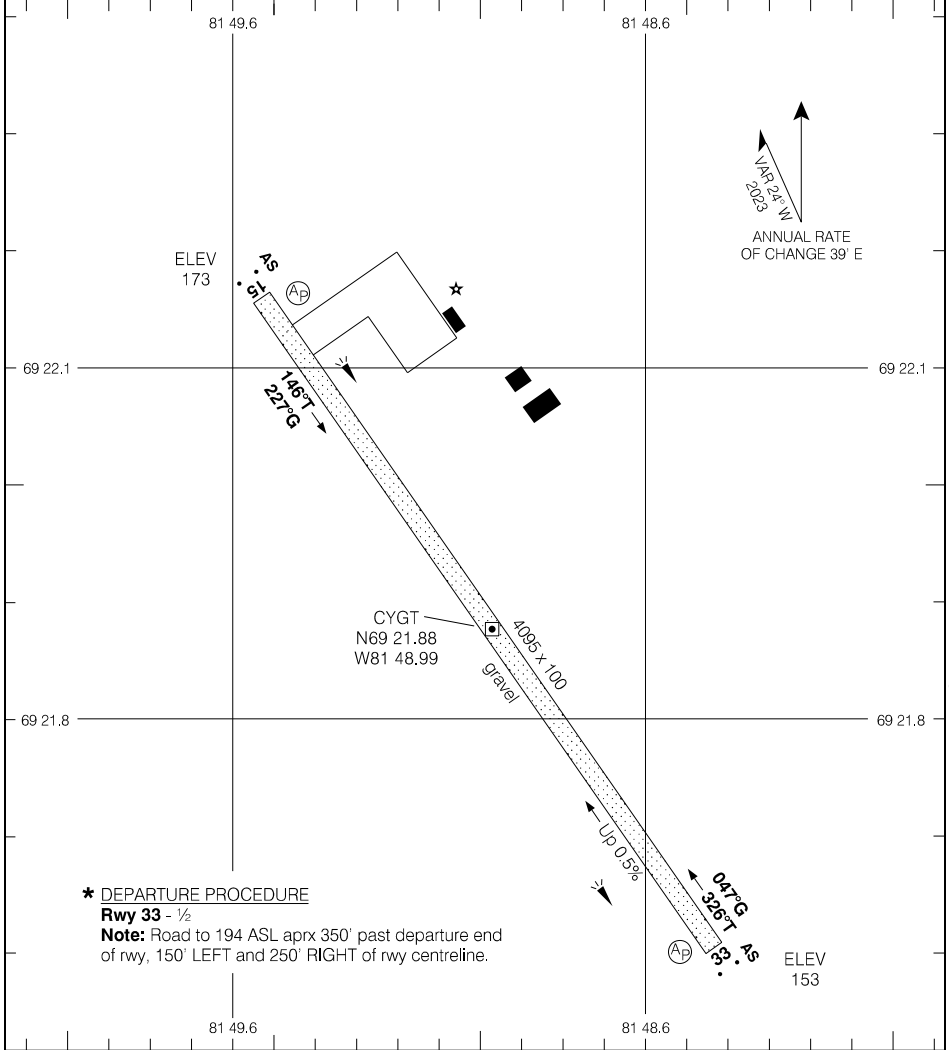 81 49.6
81 48.6
VAR 24° W
2023
ANNUAL RATE
OF CHANGE 39' E
ELEV
173
AS
15
AP
69 22.1
69 22.1
146°T
227°G
CYGT
N69 21.88
W81 48.99
4095 x 100
gravel
69 21.8
69 21.8
Up 0.5%
047°G
326°T
* DEPARTURE PROCEDURE
Rwy 33 - ½
Note: Road to 194 ASL aprx 350' past departure end
of rwy, 150' LEFT and 250' RIGHT of rwy centreline.
AP
33
AS
ELEV
153
81 49.6
81 48.6